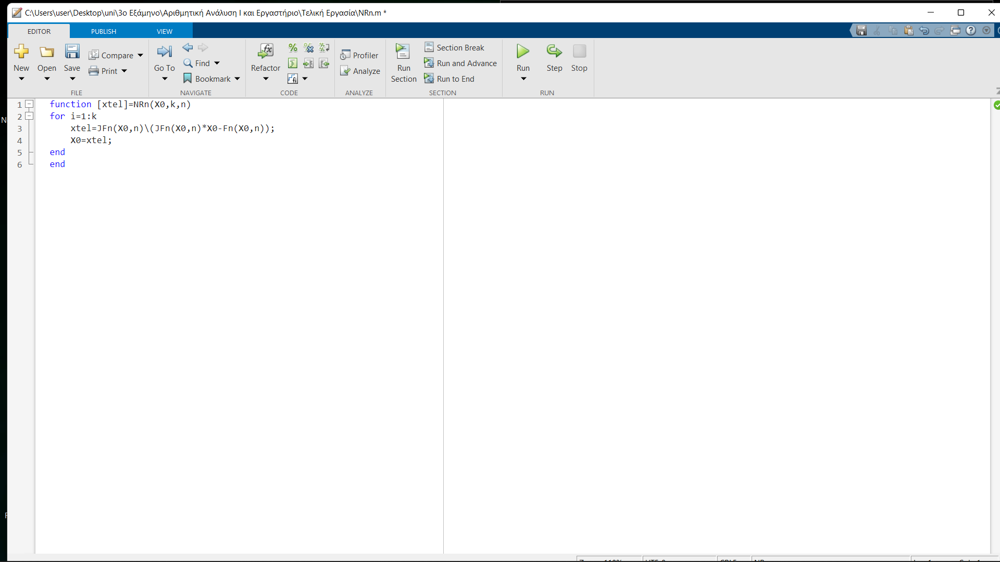 C:\Users\user\Desktop\uni\3ο Εξάμηνο\Αριθμητική Ανάλυση Ι και Εργαστήριο\Τελική Εργασία\NRn.m *
EDITOR PUBLISH VIEW
New
Open
Save
Compare
Print
FILE
Go To
Find
Bookmark
NAVIGATE
Refactor
CODE
Profiler
Analyze
ANALYZE
Run Section
Section Break
Run and Advance
Run to End
SECTION
Run
Step
Stop
RUN
1 function [xtel]=NRn(X0,k,n)
2 for i=1:k
3 xtel=JFn(X0,n)\(JFn(X0,n)*X0-Fn(X0,n));
4 X0=xtel;
5 end
6 end